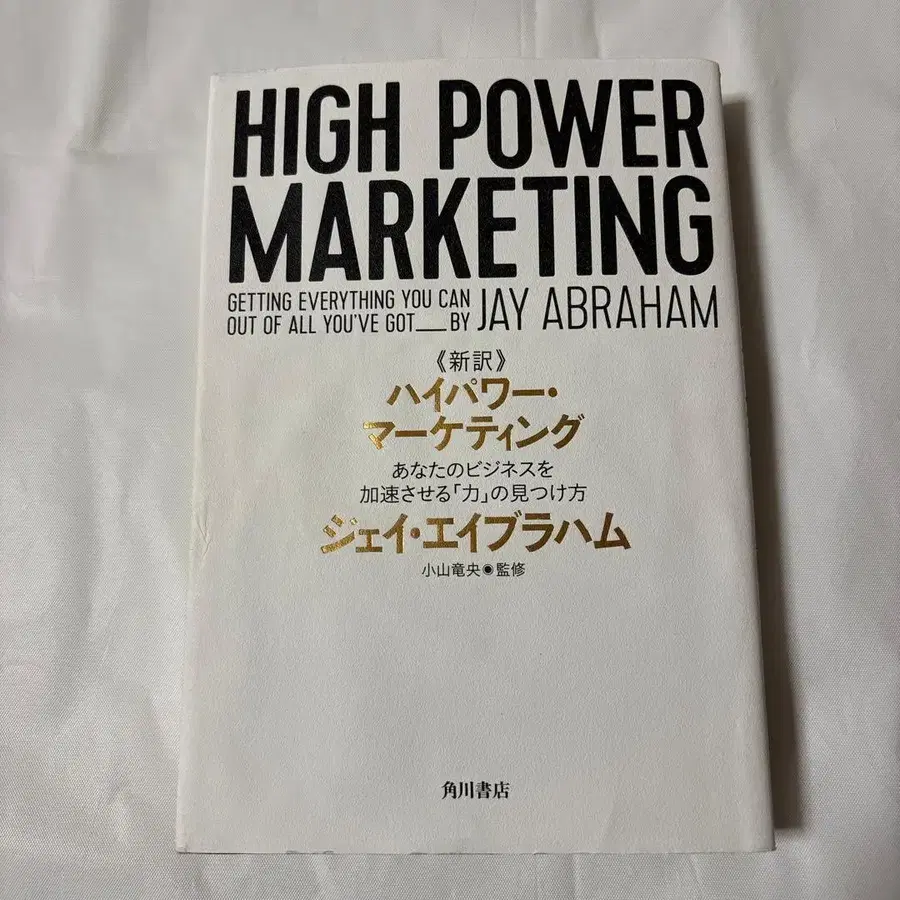 HIGH POWER
MARKETING
GETTING EVERYTHING YOU CAN
OUT OF ALL YOU'VE GOT___BY JAY ABRAHAM
《新訳》
ハイパワー・
マーケティング
あなたのビジネスを
加速させる「力」の見つけ方
ジェイ・エイブラハム
小山竜央◉監修
角川書店